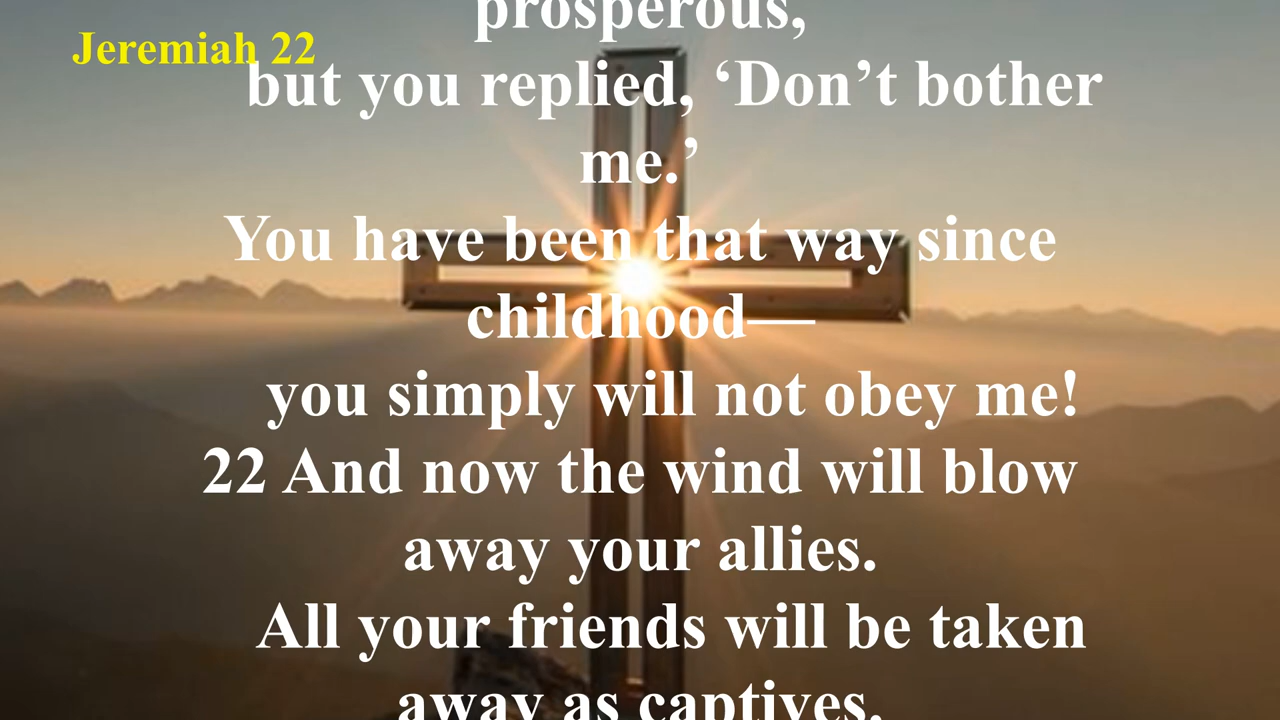 prosperous,
Jeremiah 22
but you replied, ‘Don’t bother
me.’
You have been that way since
childhood—
you simply will not obey me!
22 And now the wind will blow
away your allies.
All your friends will be taken
away as captives.